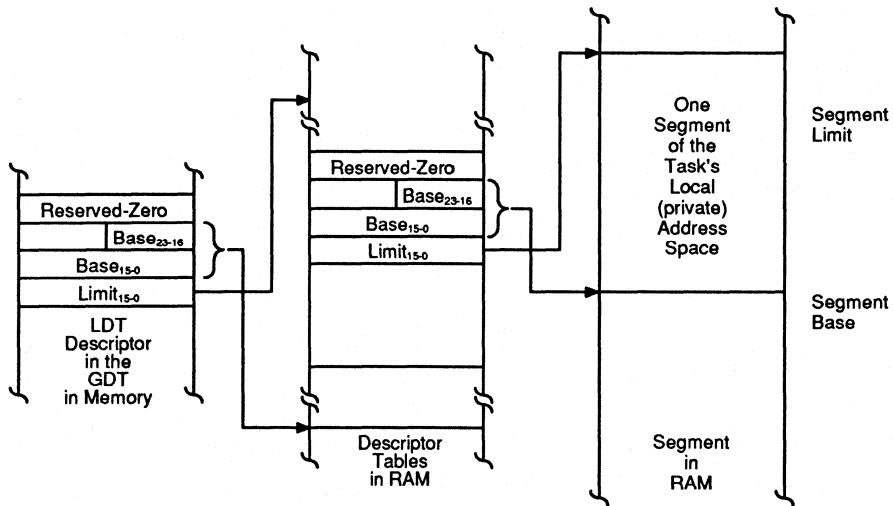 Reserved-Zero
Base23-16
Base15-0
Limit15-0
LDT
Descriptor
in the
GDT
in Memory
Reserved-Zero
Base23-16
Base15-0
Limit15-0
Descriptor
Tables
in RAM
One
Segment
of the
Task's
Local
(private)
Address
Space
Segment
in
RAM
Segment
Limit
Segment
Base